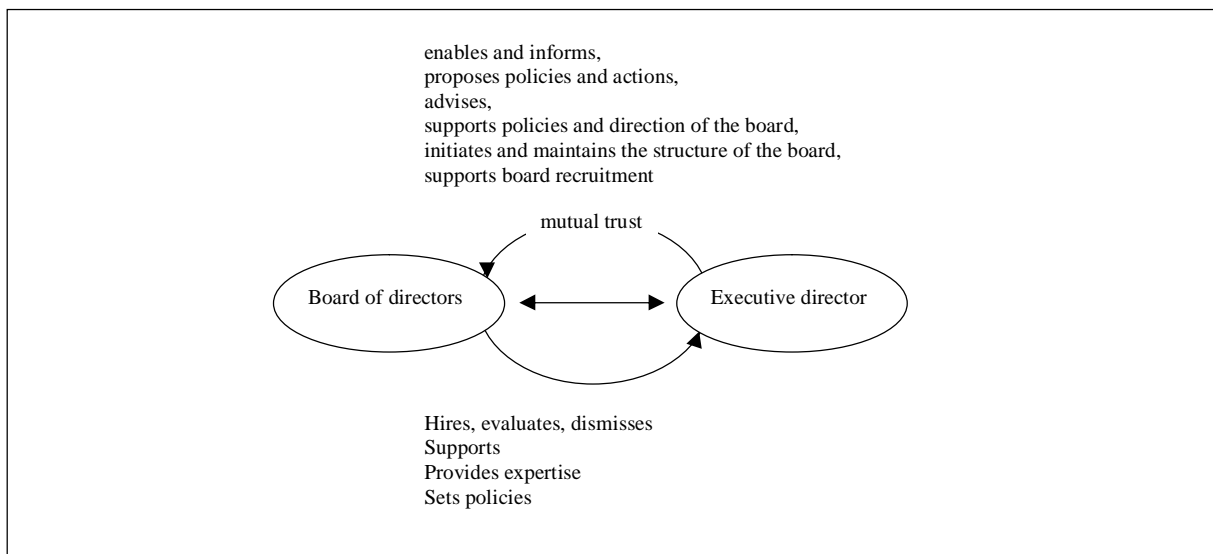 enables and informs,
proposes policies and actions,
advises,
supports policies and direction of the board,
initiates and maintains the structure of the board,
supports board recruitment
mutual trust
Board of directors
Executive director
Hires, evaluates, dismisses
Supports
Provides expertise
Sets policies